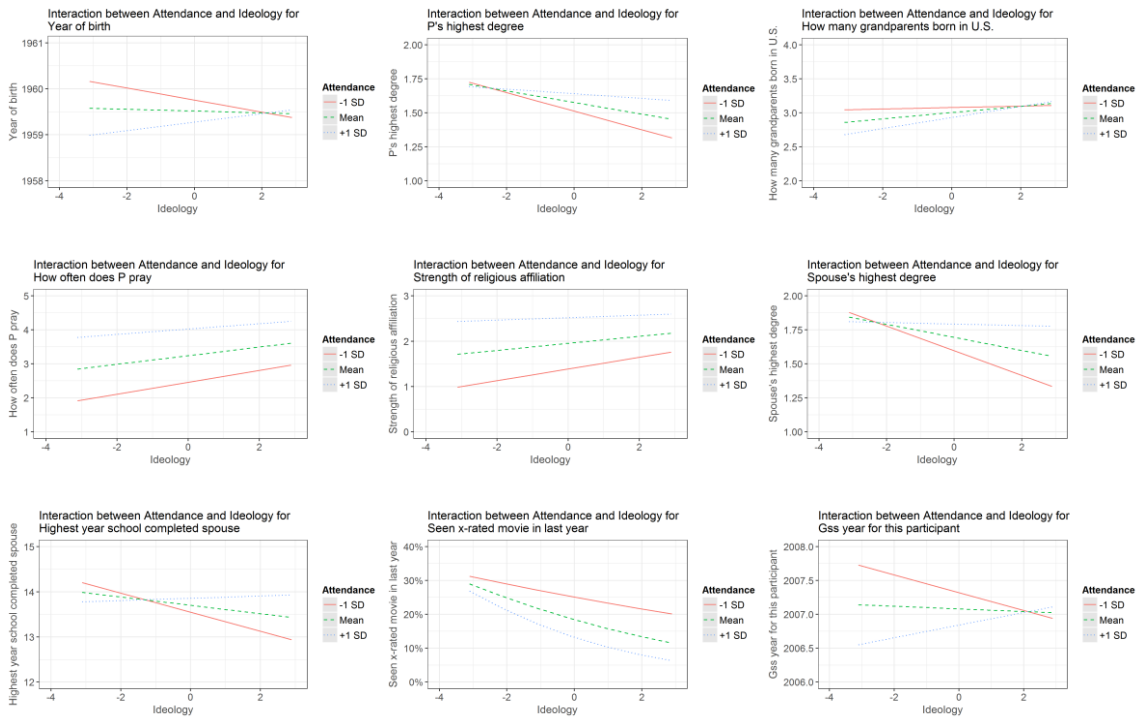 Interaction between Attendance and Ideology for
Year of birth
Year of birth
1961
1960
1959
1958
-4 -2 0 2 4
Ideology
Attendance
-1 SD
Mean
+1 SD
Interaction between Attendance and Ideology for
P's highest degree
P's highest degree
2.00
1.75
1.50
1.25
1.00
-4 -2 0 2 4
Ideology
Attendance
-1 SD
Mean
+1 SD
Interaction between Attendance and Ideology for
How many grandparents born in U.S.
How many grandparents born in U.S.
4.0
3.5
3.0
2.5
2.0
-4 -2 0 2 4
Ideology
Attendance
-1 SD
Mean
+1 SD
Interaction between Attendance and Ideology for
How often does P pray
How often does P pray
5
4
3
2
1
-4 -2 0 2 4
Ideology
Attendance
-1 SD
Mean
+1 SD
Interaction between Attendance and Ideology for
Strength of religious affiliation
Strength of religious affiliation
3
2
1
0
-4 -2 0 2 4
Ideology
Attendance
-1 SD
Mean
+1 SD
Interaction between Attendance and Ideology for
Spouse's highest degree
Spouse's highest degree
2.00
1.75
1.50
1.25
1.00
-4 -2 0 2 4
Ideology
Attendance
-1 SD
Mean
+1 SD
Interaction between Attendance and Ideology for
Highest year school completed spouse
Highest year school completed spouse
15
14
13
12
-4 -2 0 2 4
Ideology
Attendance
-1 SD
Mean
+1 SD
Interaction between Attendance and Ideology for
Seen x-rated movie in last year
Seen x-rated movie in last year
40%
30%
20%
10%
0%
-4 -2 0 2 4
Ideology
Attendance
-1 SD
Mean
+1 SD
Interaction between Attendance and Ideology for
Gss year for this participant
Gss year for this participant
2008.0
2007.5
2007.0
2006.5
2006.0
-4 -2 0 2 4
Ideology
Attendance
-1 SD
Mean
+1 SD